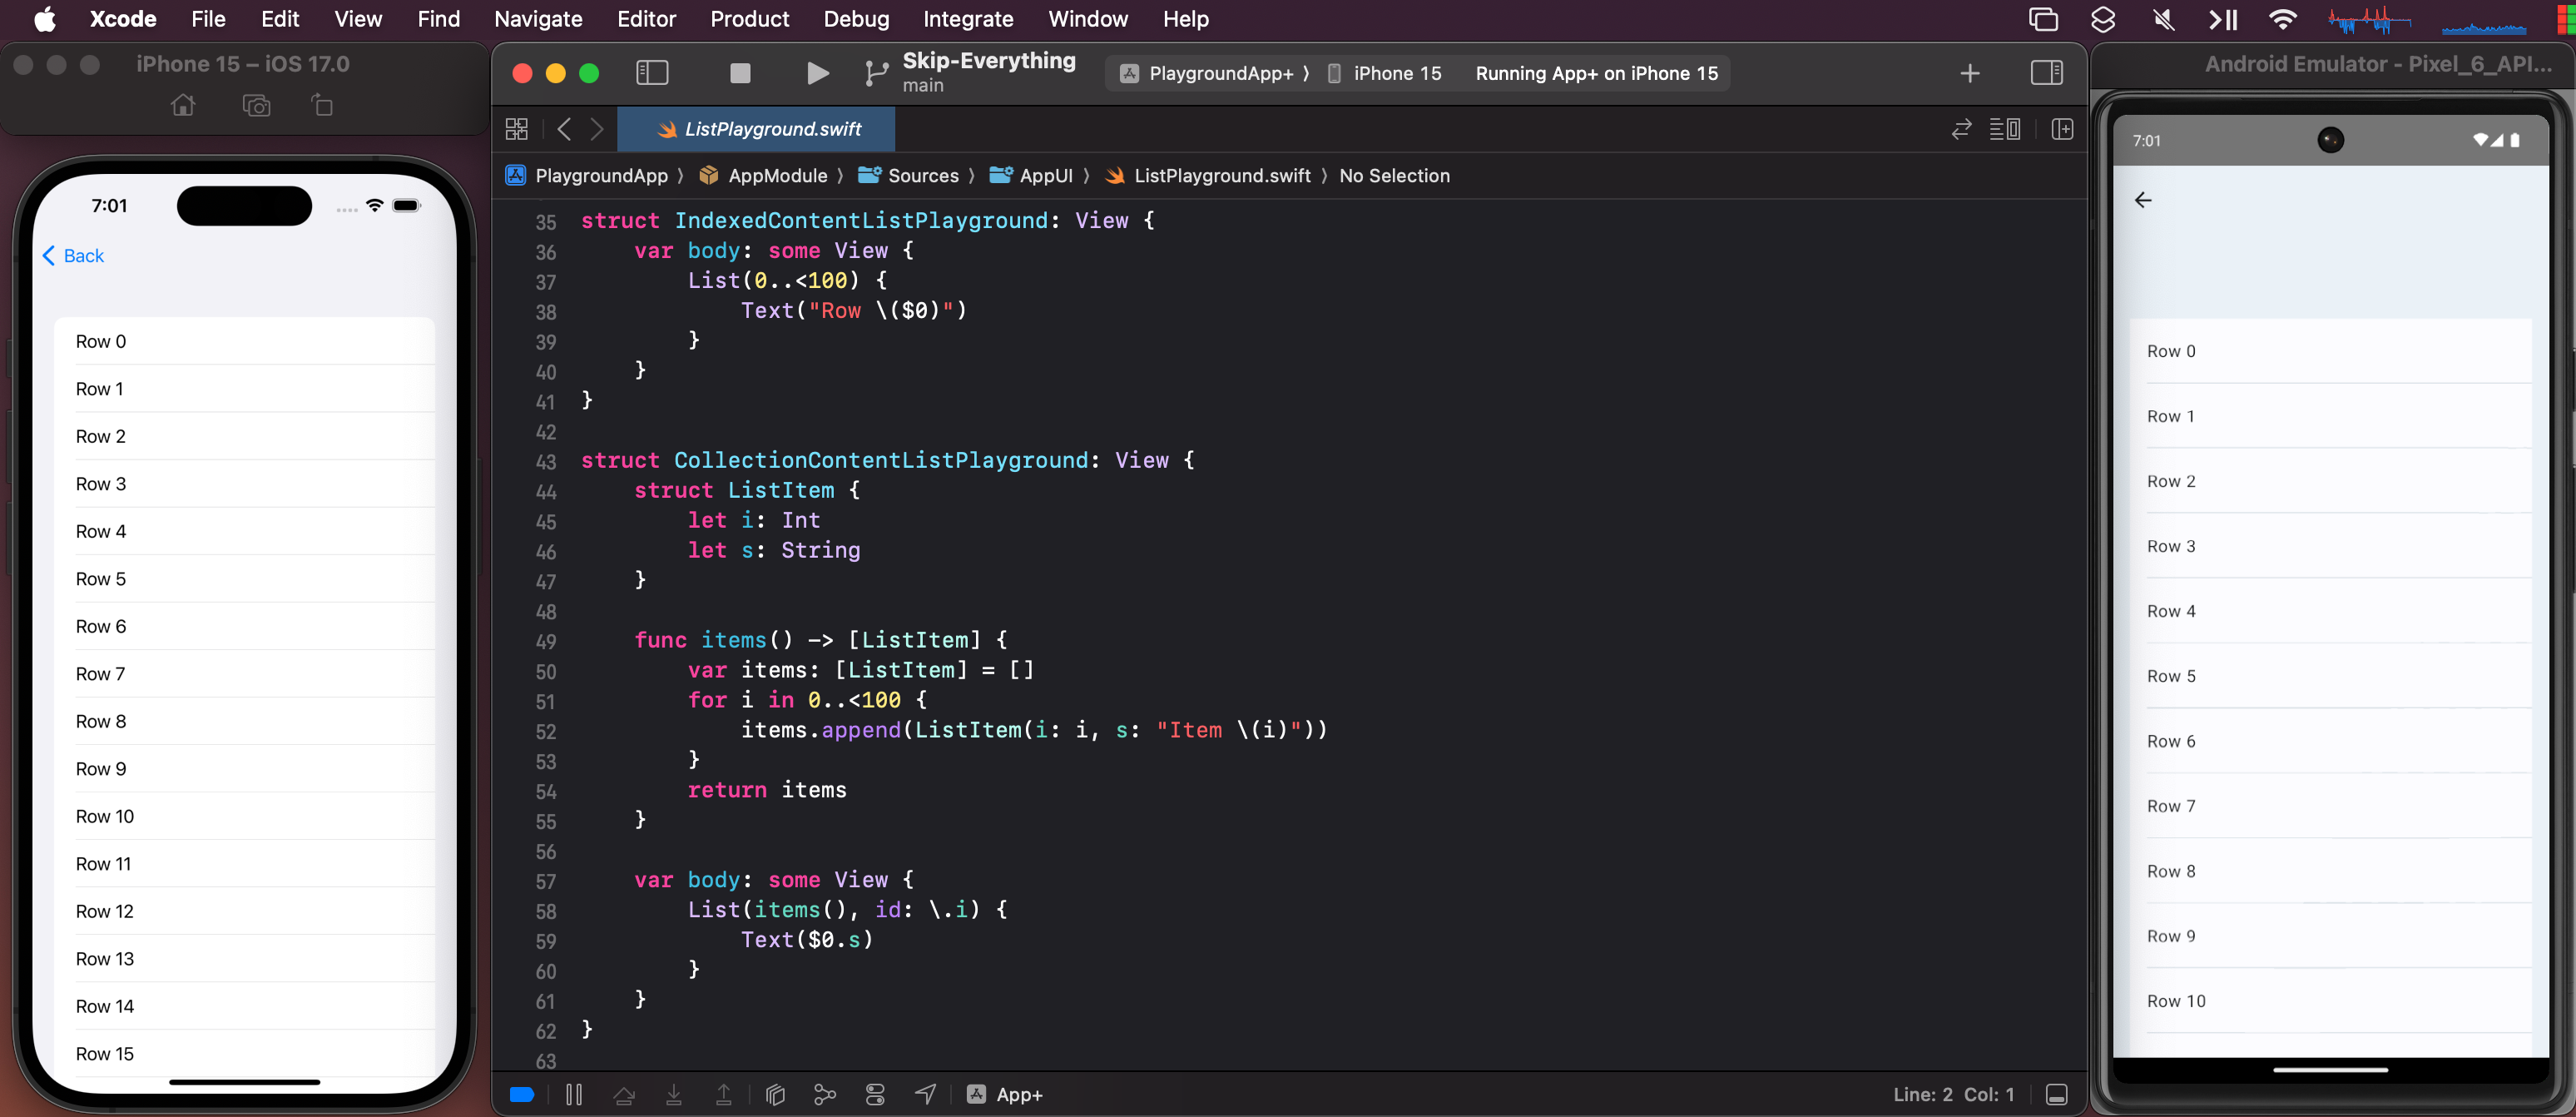 Xcode File Edit View Find Navigate Editor Product Debug Integrate Window Help
iPhone 15 – iOS 17.0
7:01
Back
Row 0
Row 1
Row 2
Row 3
Row 4
Row 5
Row 6
Row 7
Row 8
Row 9
Row 10
Row 11
Row 12
Row 13
Row 14
Row 15
Skip-Everything
main
PlaygroundApp+ ⟩ iPhone 15 Running App+ on iPhone 15
ListPlayground.swift
PlaygroundApp ⟩ AppModule ⟩ Sources ⟩ AppUI ⟩ ListPlayground.swift ⟩ No Selection
35 struct IndexedContentListPlayground: View {
36     var body: some View {
37         List(0..<100) {
38             Text("Row \($0)")
39         }
40     }
41 }
42
43 struct CollectionContentListPlayground: View {
44     struct ListItem {
45         let i: Int
46         let s: String
47     }
48
49     func items() -> [ListItem] {
50         var items: [ListItem] = []
51         for i in 0..<100 {
52             items.append(ListItem(i: i, s: "Item \(i)"))
53         }
54         return items
55     }
56
57     var body: some View {
58         List(items(), id: \.i) {
59             Text($0.s)
60         }
61     }
62 }
63
App+
Line: 2 Col: 1
Android Emulator - Pixel_6_API...
7:01
Row 0
Row 1
Row 2
Row 3
Row 4
Row 5
Row 6
Row 7
Row 8
Row 9
Row 10